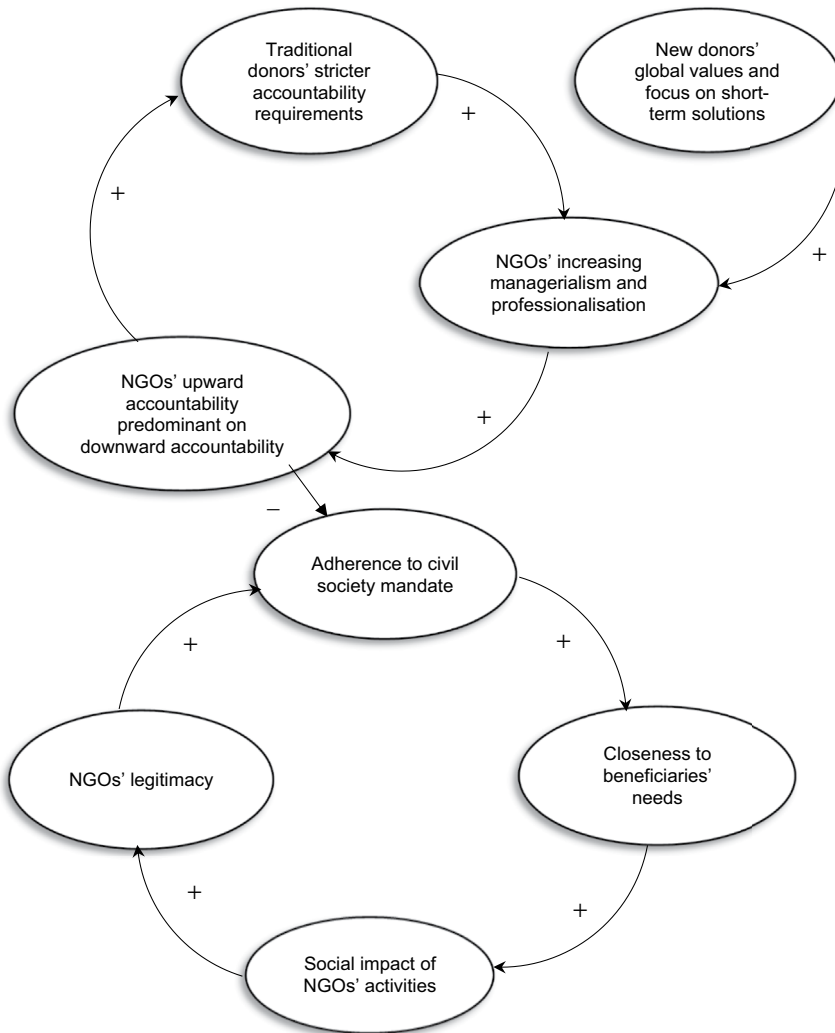 Traditional
donors’ stricter
accountability
requirements
New donors’
global values and
focus on short-
term solutions
+
+
+
NGOs’ increasing
managerialism and
professionalisation
NGOs’ upward
accountability
predominant on
downward accountability
+
−
Adherence to civil
society mandate
+
+
NGOs’ legitimacy
Closeness to
beneficiaries’
needs
+
+
Social impact of
NGOs’ activities